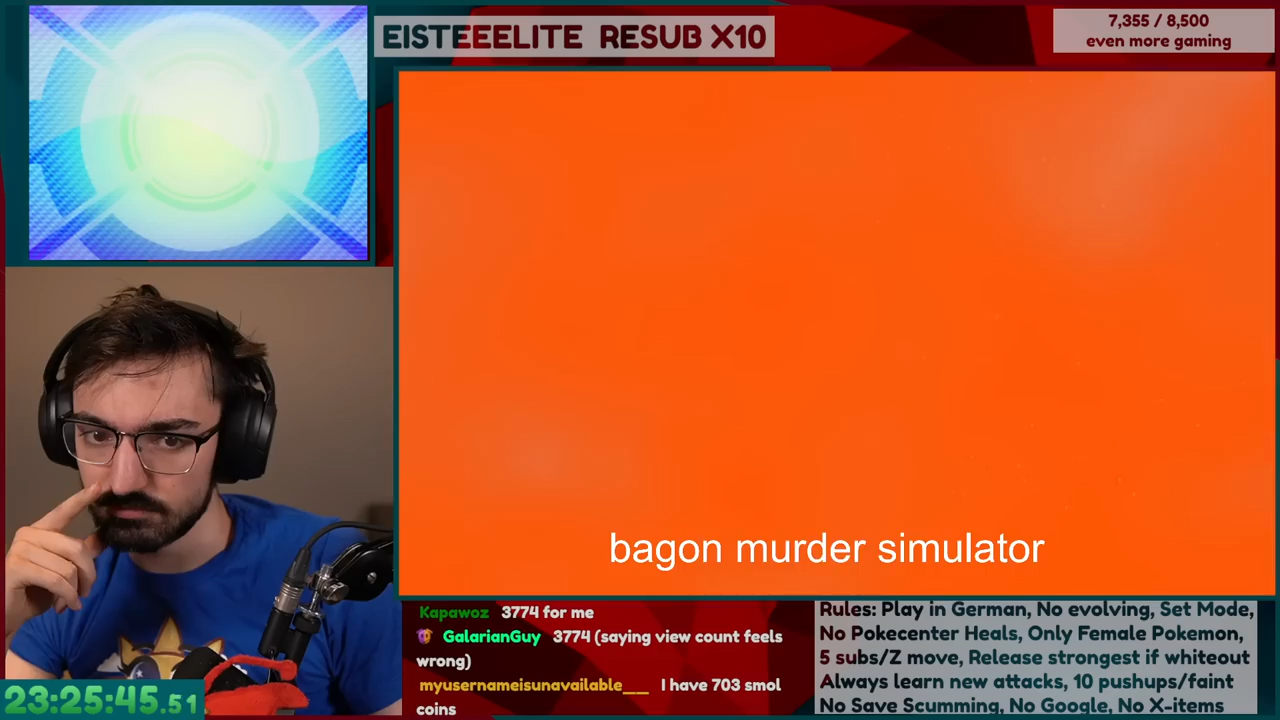 EISTEEELITE RESUB X10
7,355 / 8,500
even more gaming
bagon murder simulator
Kapawoz 3774 for me
GalarianGuy 3774 (saying view count feels
wrong)
myusernameisunavailable__ I have 703 smol
coins
Rules: Play in German, No evolving, Set Mode,
No Pokecenter Heals, Only Female Pokemon,
5 subs/Z move, Release strongest if whiteout
Always learn new attacks, 10 pushups/faint
No Save Scumming, No Google, No X-items
23:25:45.51